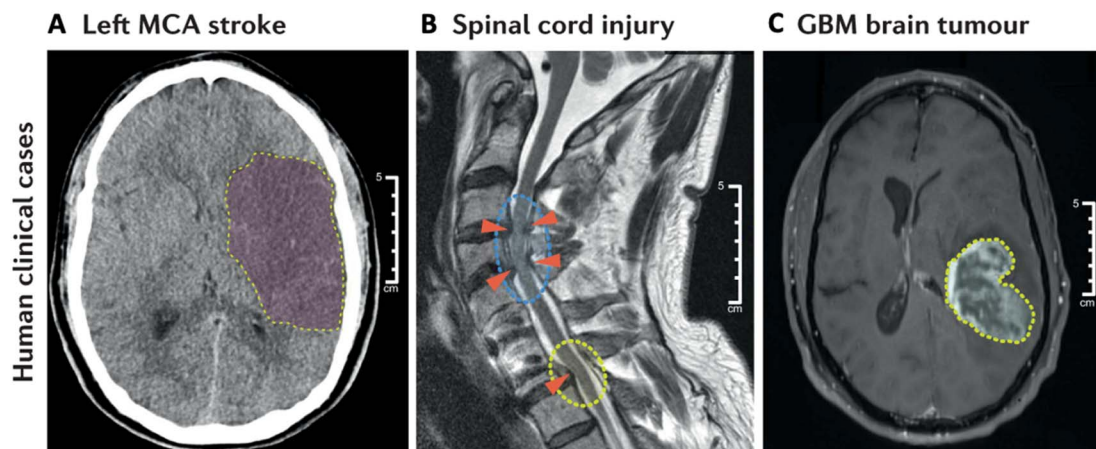 A Left MCA stroke
B Spinal cord injury
C GBM brain tumour
Human clinical cases
5
cm
5
cm
5
cm